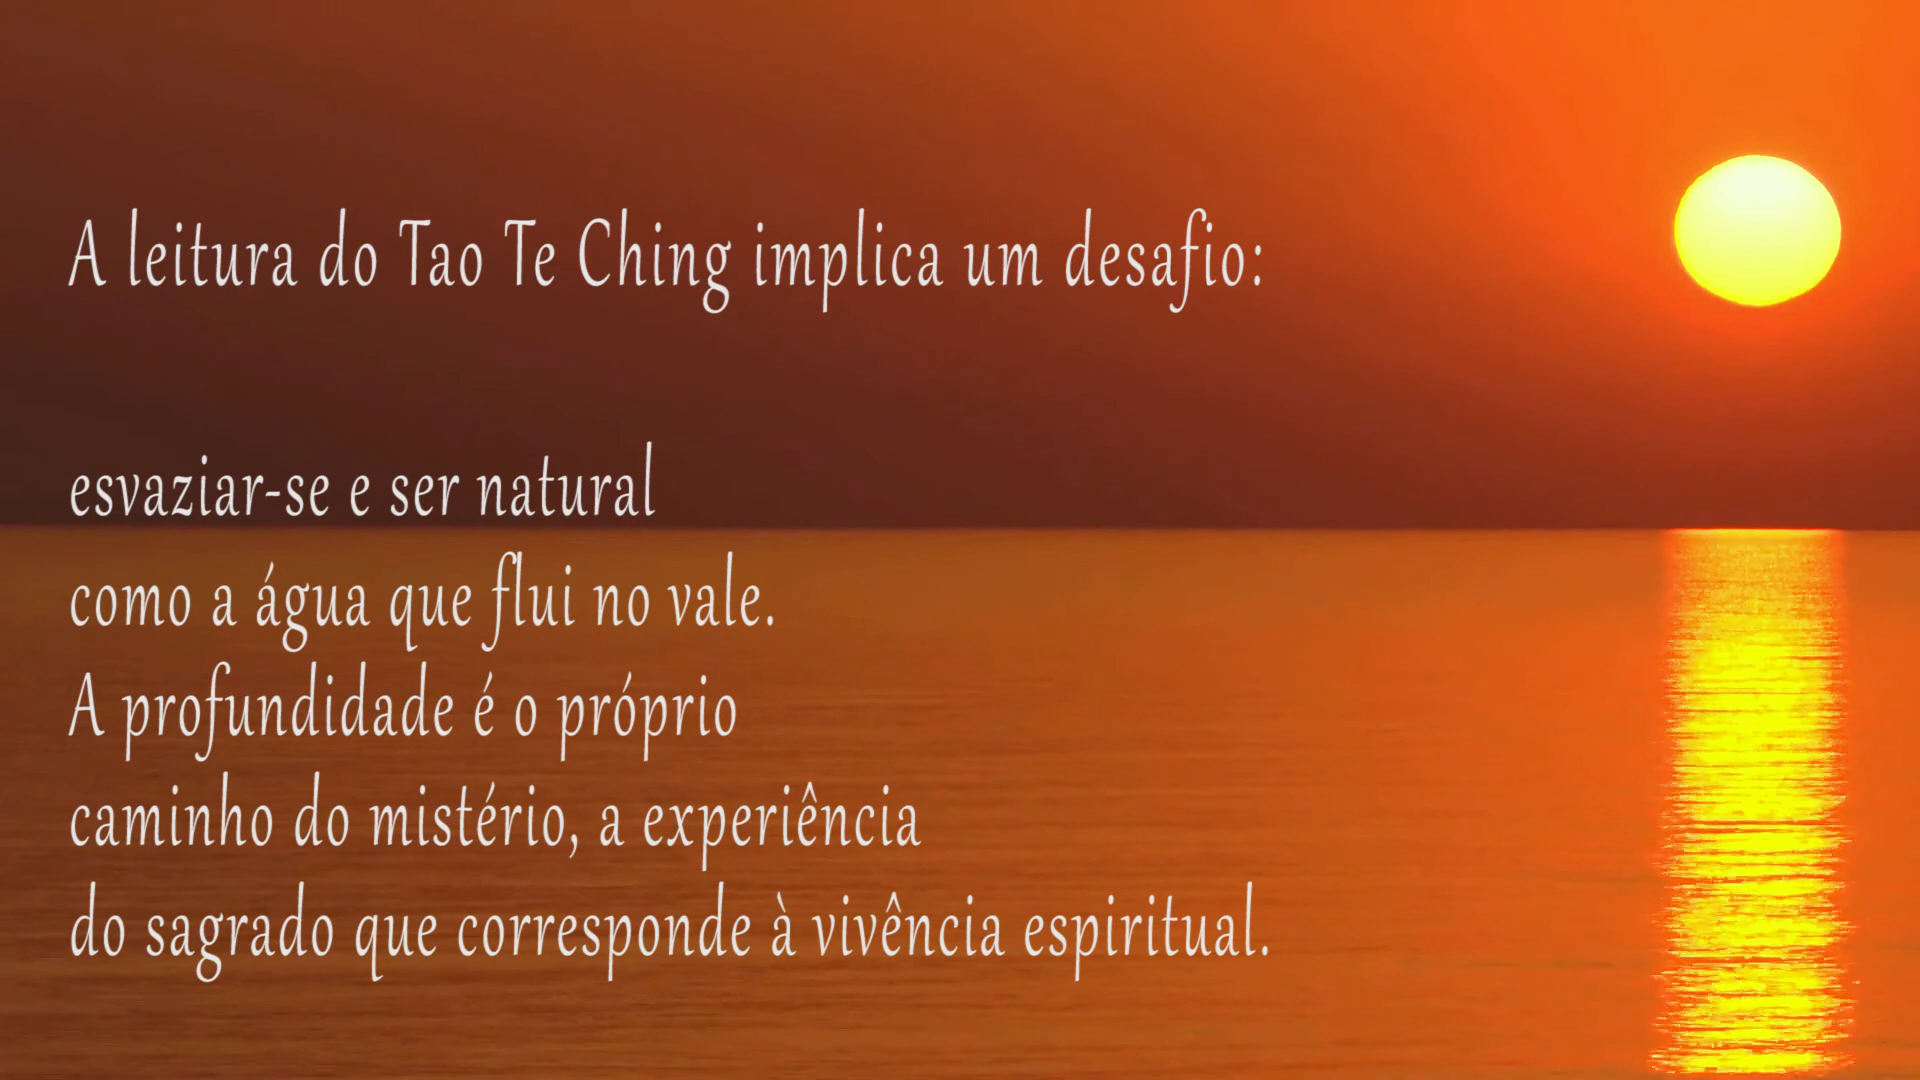 A leitura do Tao Te Ching implica um desafio:
esvaziar-se e ser natural
como a água que flui no vale.
A profundidade é o próprio
caminho do mistério, a experiência
do sagrado que corresponde à vivência espiritual.